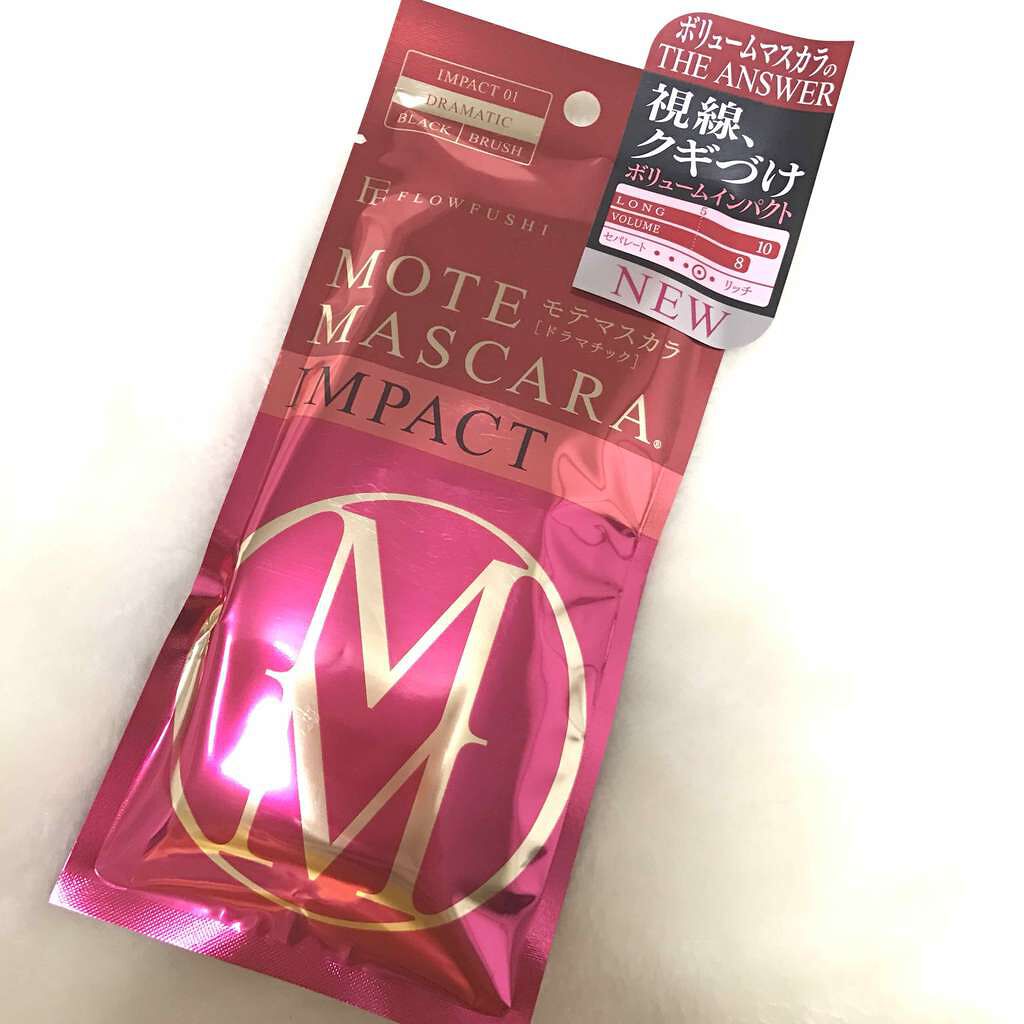 IMPACT 01
DRAMATIC
BLACK BRUSH
FLOWFUSHI
MOTE
MASCARA®
モテマスカラ
[ドラマチック]
IMPACT
M
M
ボリュームマスカラの
THE ANSWER
視線、
クギづけ
ボリュームインパクト
5
LONG 10
VOLUME 8
セパレート リッチ
NEW